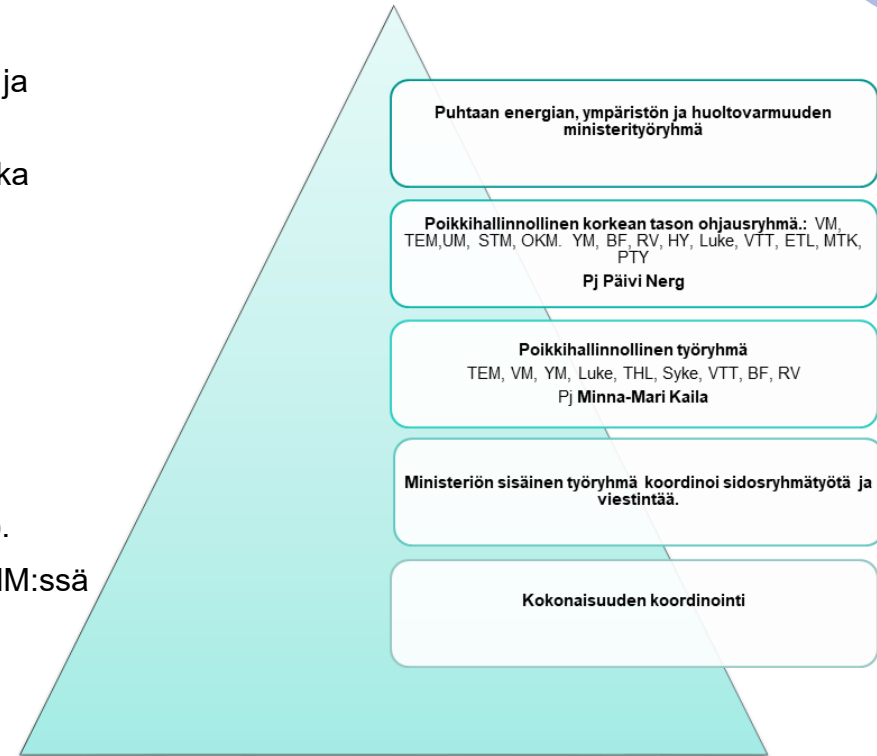 ja
ka
Puhtaan energian, ympäristön ja huoltovarmuuden
ministerityöryhmä
Poikkihallinnollinen korkean tason ohjausryhmä.: VM,
TEM,UM, STM, OKM. YM, BF, RV, HY, Luke, VTT, ETL, MTK,
PTY
Pj Päivi Nerg
Poikkihallinnollinen työryhmä
TEM, VM, YM, Luke, THL, Syke, VTT, BF, RV
Pj Minna-Mari Kaila
Ministeriön sisäinen työryhmä koordinoi sidosryhmätyötä ja
viestintää.
Kokonaisuuden koordinointi
M:ssä